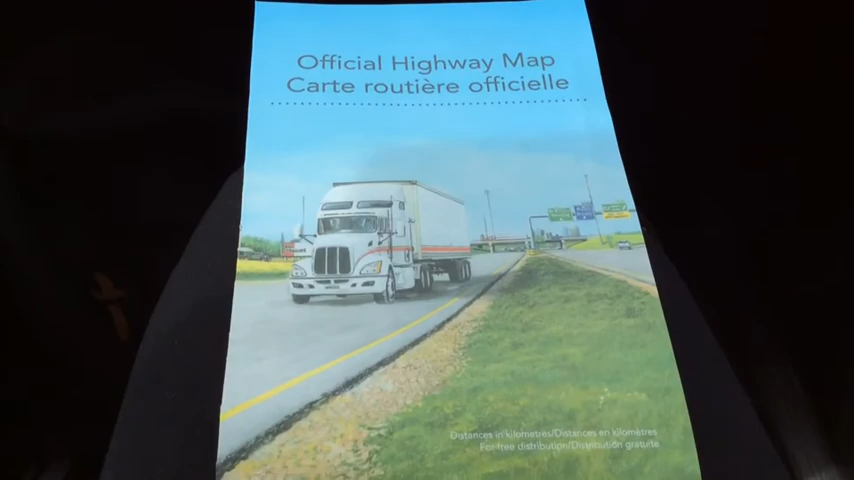 Official Highway Map
Carte routière officielle
Distances in kilometres/Distances en kilomètres
For free distribution/Distribution gratuite